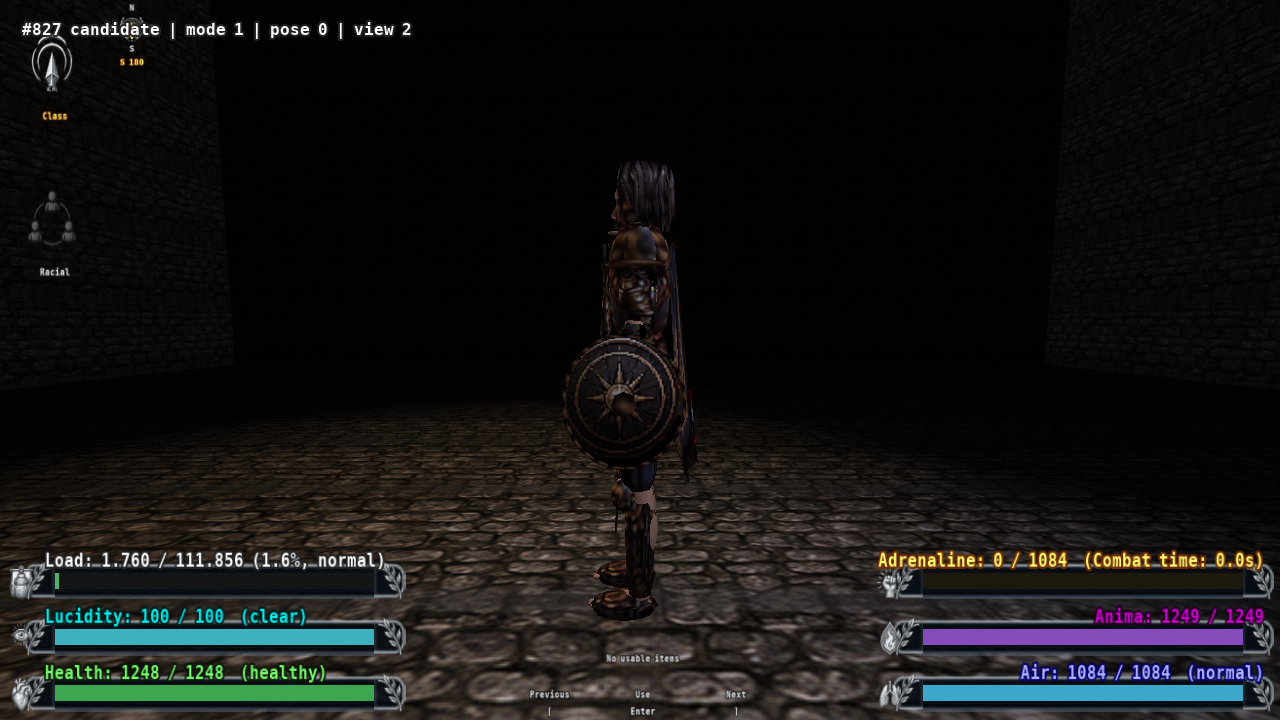 #827 candidate | mode 1 | pose 0 | view 2
N
S
S 180
Class
Racial
Load: 1.760 / 111.856 (1.6%, normal)
Adrenaline: 0 / 1084 (Combat time: 0.0s)
Lucidity: 100 / 100 (clear)
Anima: 1249 / 1249
Health: 1248 / 1248 (healthy)
Air: 1084 / 1084 (normal)
No usable items
Previous Use Next
[ Enter ]